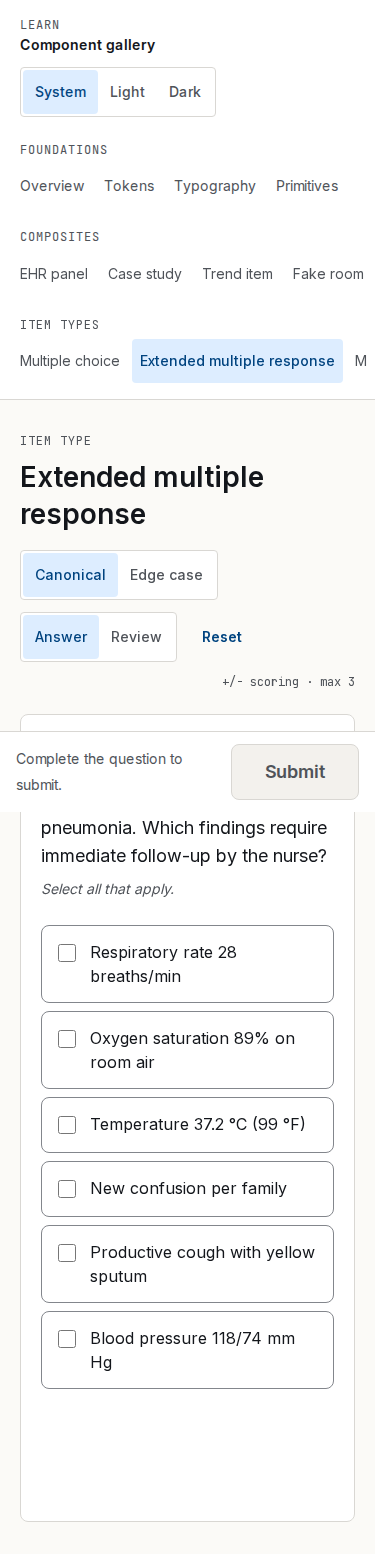 LEARN
Component gallery
System Light Dark
FOUNDATIONS
Overview Tokens Typography Primitives
COMPOSITES
EHR panel Case study Trend item Fake room
ITEM TYPES
Multiple choice Extended multiple response M
ITEM TYPE
Extended multiple
response
Canonical Edge case
Answer Review Reset
+/- scoring · max 3
Complete the question to
submit.
Submit
pneumonia. Which findings require
immediate follow-up by the nurse?
Select all that apply.
Respiratory rate 28
breaths/min
Oxygen saturation 89% on
room air
Temperature 37.2 °C (99 °F)
New confusion per family
Productive cough with yellow
sputum
Blood pressure 118/74 mm
Hg